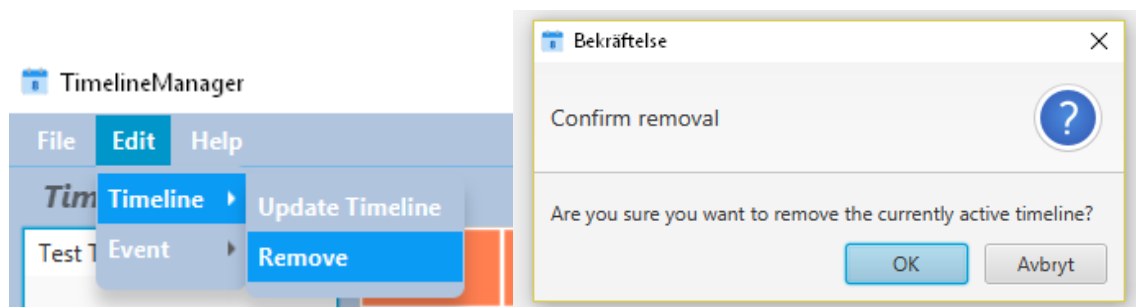 TimelineManager
File Edit Help
Tim
Timeline
Update Timeline
Test T
Event
Remove
Bekräftelse
Confirm removal
?
Are you sure you want to remove the currently active timeline?
OK Avbryt